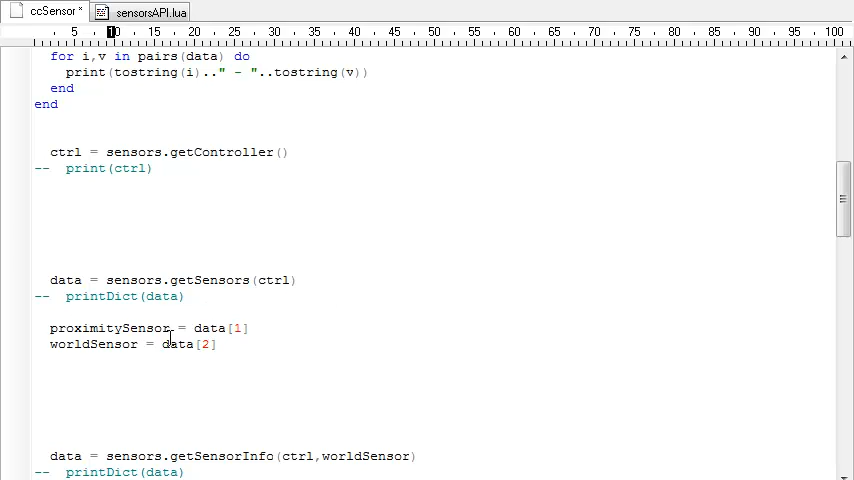 ccSensor * sensorsAPI.lua
5 10 15 20 25 30 35 40 45 50 55 60 65 70 75 80 85 90 95 100
for i,v in pairs(data) do
print(tostring(i).." - "..tostring(v))
end
end
ctrl = sensors.getController()
-- print(ctrl)
data = sensors.getSensors(ctrl)
-- printDict(data)
proximitySensor = data[1]
worldSensor = data[2]
data = sensors.getSensorInfo(ctrl,worldSensor)
-- printDict(data)